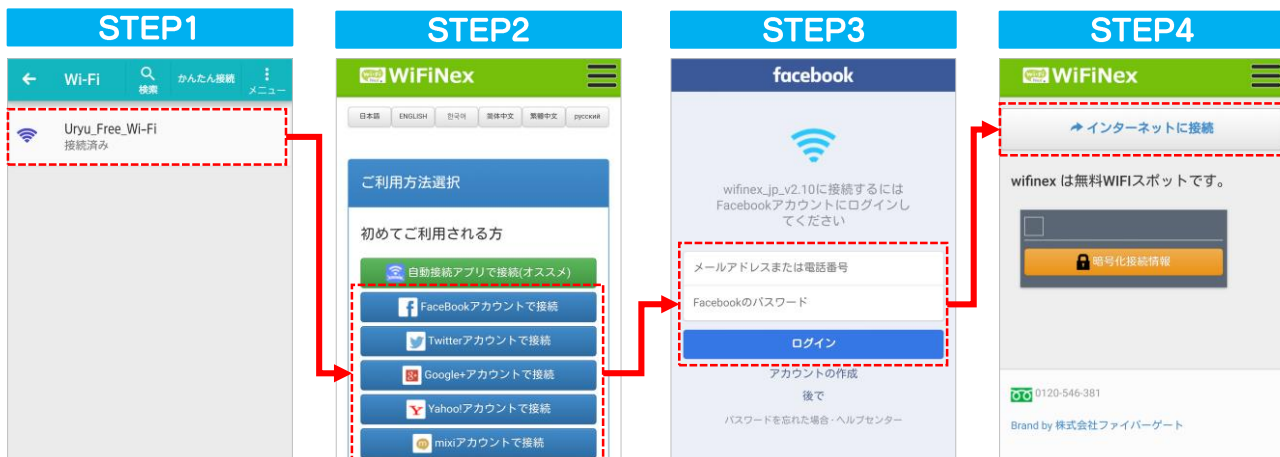 STEP1
Wi-Fi
検索
かんたん接続
メニュー
Uryu_Free_Wi-Fi
接続済み
STEP2
WiFiNex
日本語 ENGLISH 한국어 简体中文 繁體中文 русский
ご利用方法選択
初めてご利用される方
自動接続アプリで接続(オススメ)
FaceBookアカウントで接続
Twitterアカウントで接続
Google+アカウントで接続
Yahoo!アカウントで接続
mixiアカウントで接続
STEP3
facebook
wifinex_jp_v2.10に接続するには
Facebookアカウントにログインし
てください
メールアドレスまたは電話番号
Facebookのパスワード
ログイン
アカウントの作成
後で
パスワードを忘れた場合・ヘルプセンター
STEP4
WiFiNex
インターネットに接続
wifinex は無料WIFIスポットです。
暗号化接続情報
0120-546-381
Brand by 株式会社ファイバーゲート